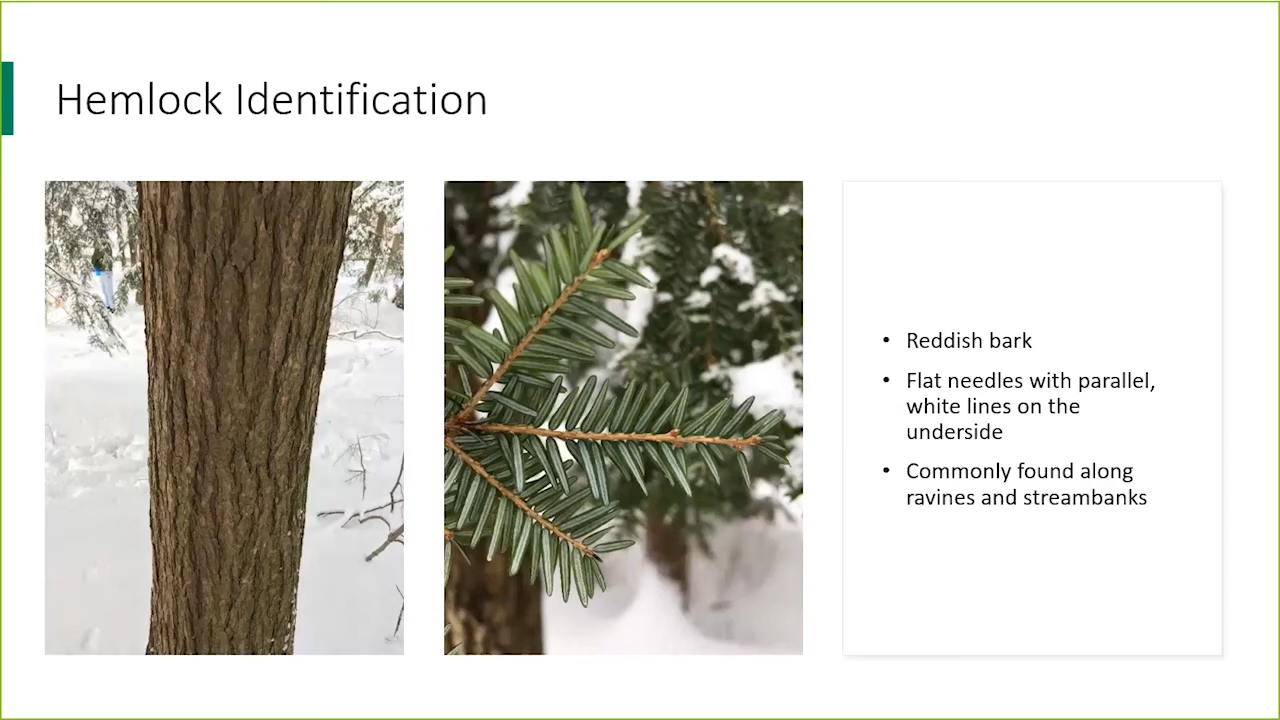 Hemlock Identification
• Reddish bark
• Flat needles with parallel,
white lines on the
underside
• Commonly found along
ravines and streambanks